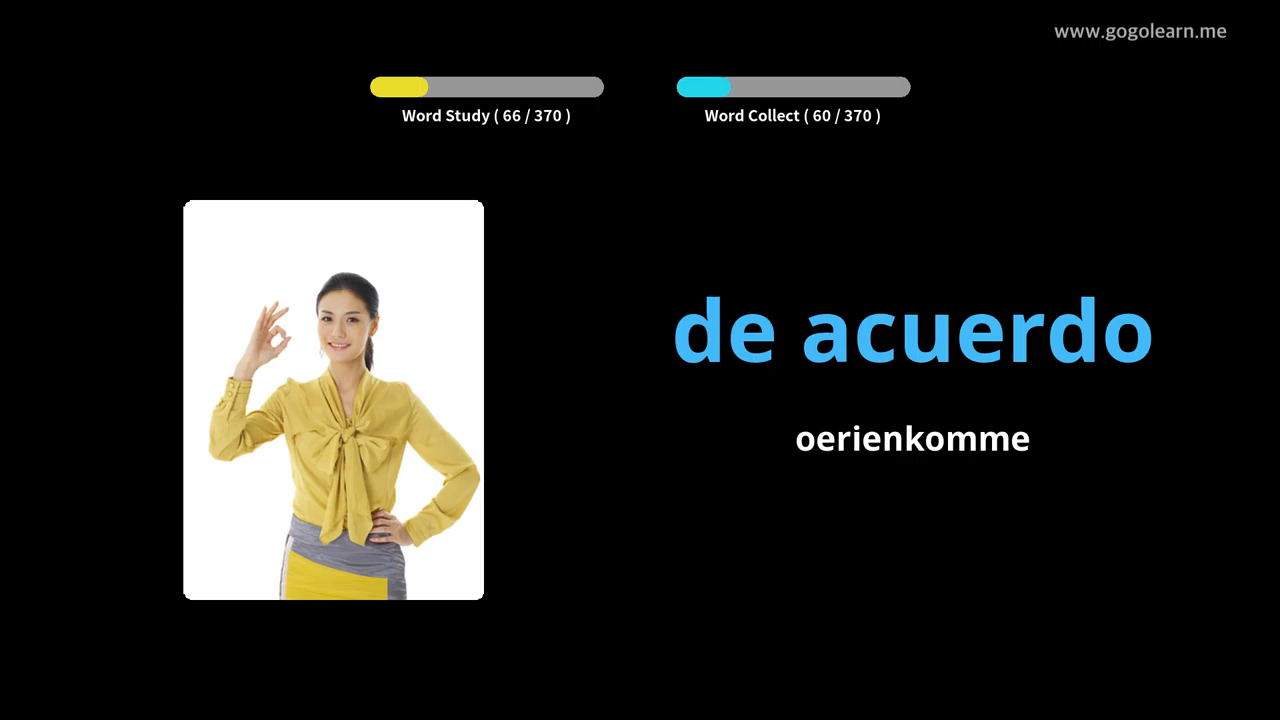 www.gogolearn.me
Word Study ( 66 / 370 )
Word Collect ( 60 / 370 )
de acuerdo
oerienkomme